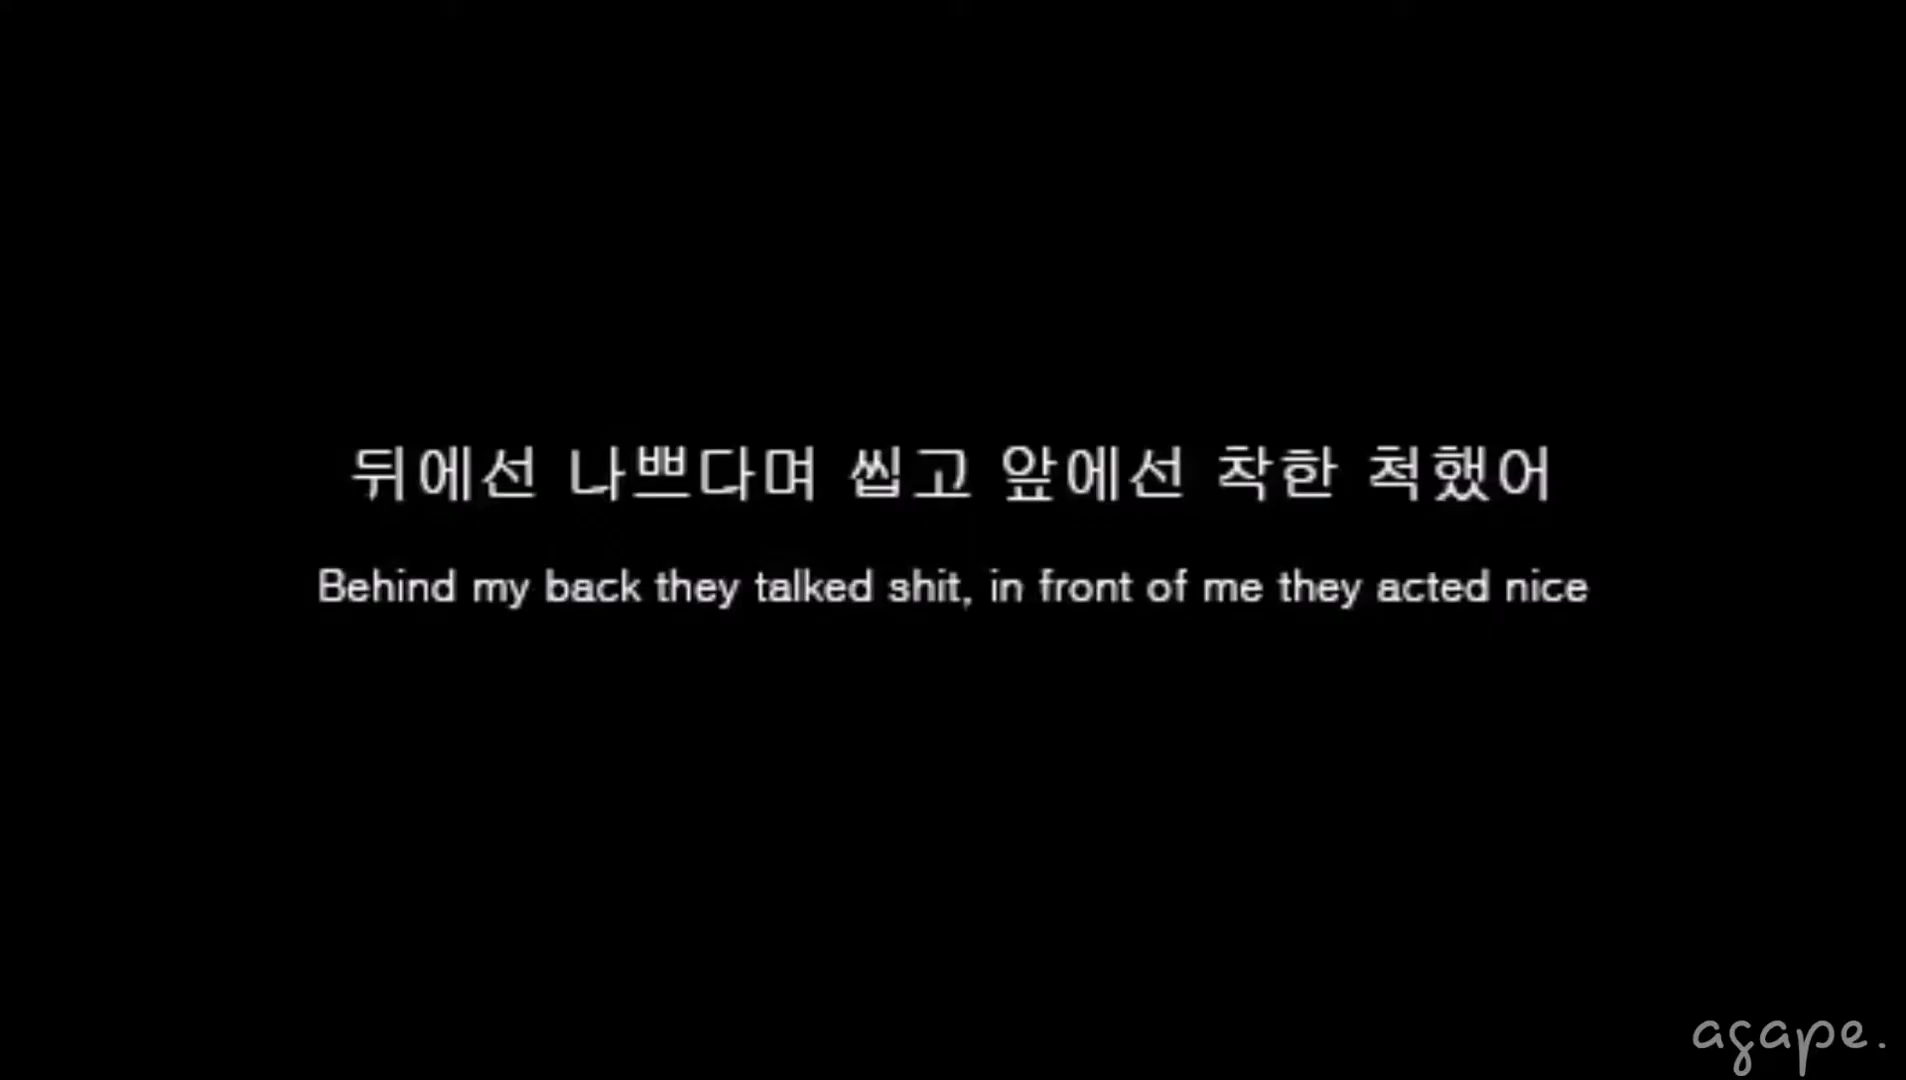 뒤에선 나쁘다며 씹고 앞에선 착한 척했어
Behind my back they talked shit, in front of me they acted nice
agape.